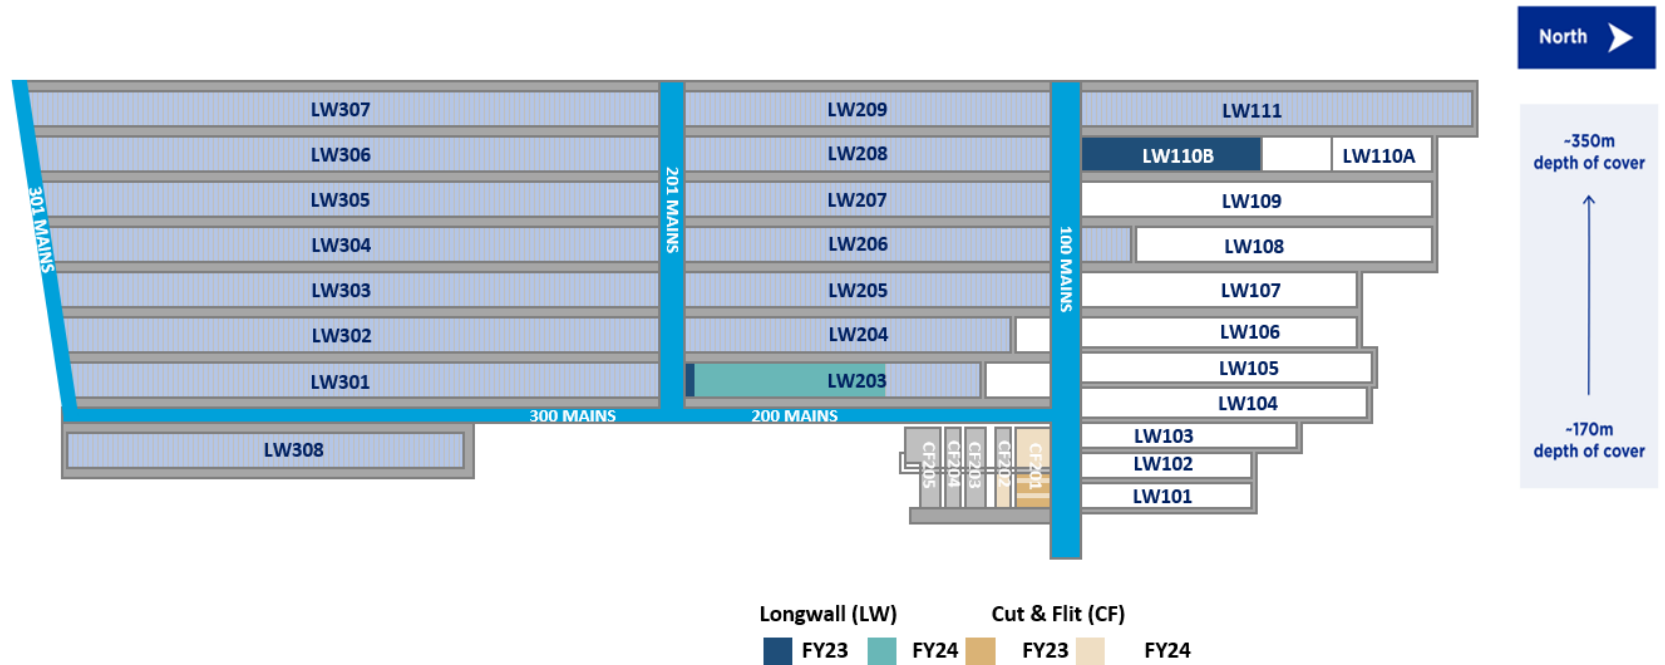 North
LW307
LW209
LW111
~350m
depth of cover
LW306
LW208
LW110B
LW110A
301 MAINS
201 MAINS
LW305
LW207
LW109
LW304
LW206
100 MAINS
LW108
LW303
LW205
LW107
LW302
LW204
LW106
LW301
LW203
LW105
LW104
300 MAINS
200 MAINS
~170m
depth of cover
LW308
CF205
CF204
CF203
CF202
CF201
LW103
LW102
LW101
Longwall (LW)
Cut & Flit (CF)
FY23
FY24
FY23
FY24